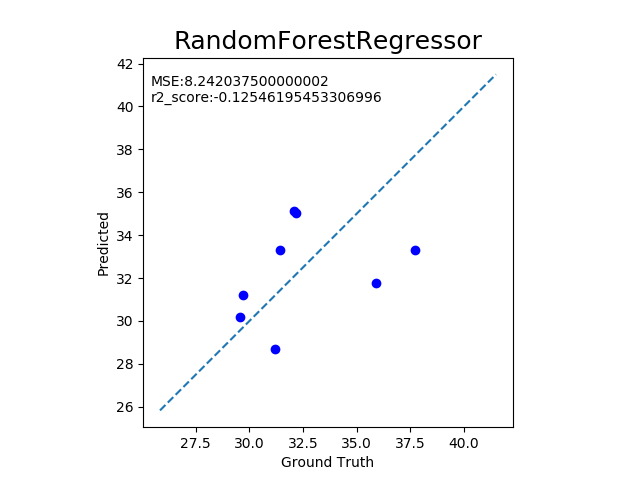 RandomForestRegressor
MSE:8.242037500000002
r2_score:-0.12546195453306996
42
40
38
36
34
32
30
28
26
Predicted
27.5 30.0 32.5 35.0 37.5 40.0
Ground Truth